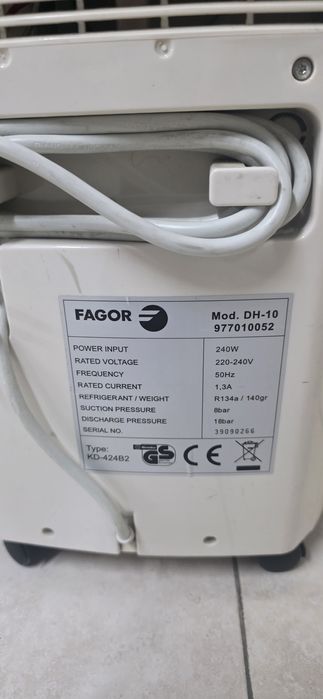 FAGOR
Mod. DH-10
977010052
POWER INPUT 240W
RATED VOLTAGE 220-240V
FREQUENCY 50Hz
RATED CURRENT 1,3A
REFRIGERANT / WEIGHT R134a / 140gr
SUCTION PRESSURE 8bar
DISCHARGE PRESSURE 18bar
SERIAL NO. 39090266
Type:
KD-424B2
GS
CE